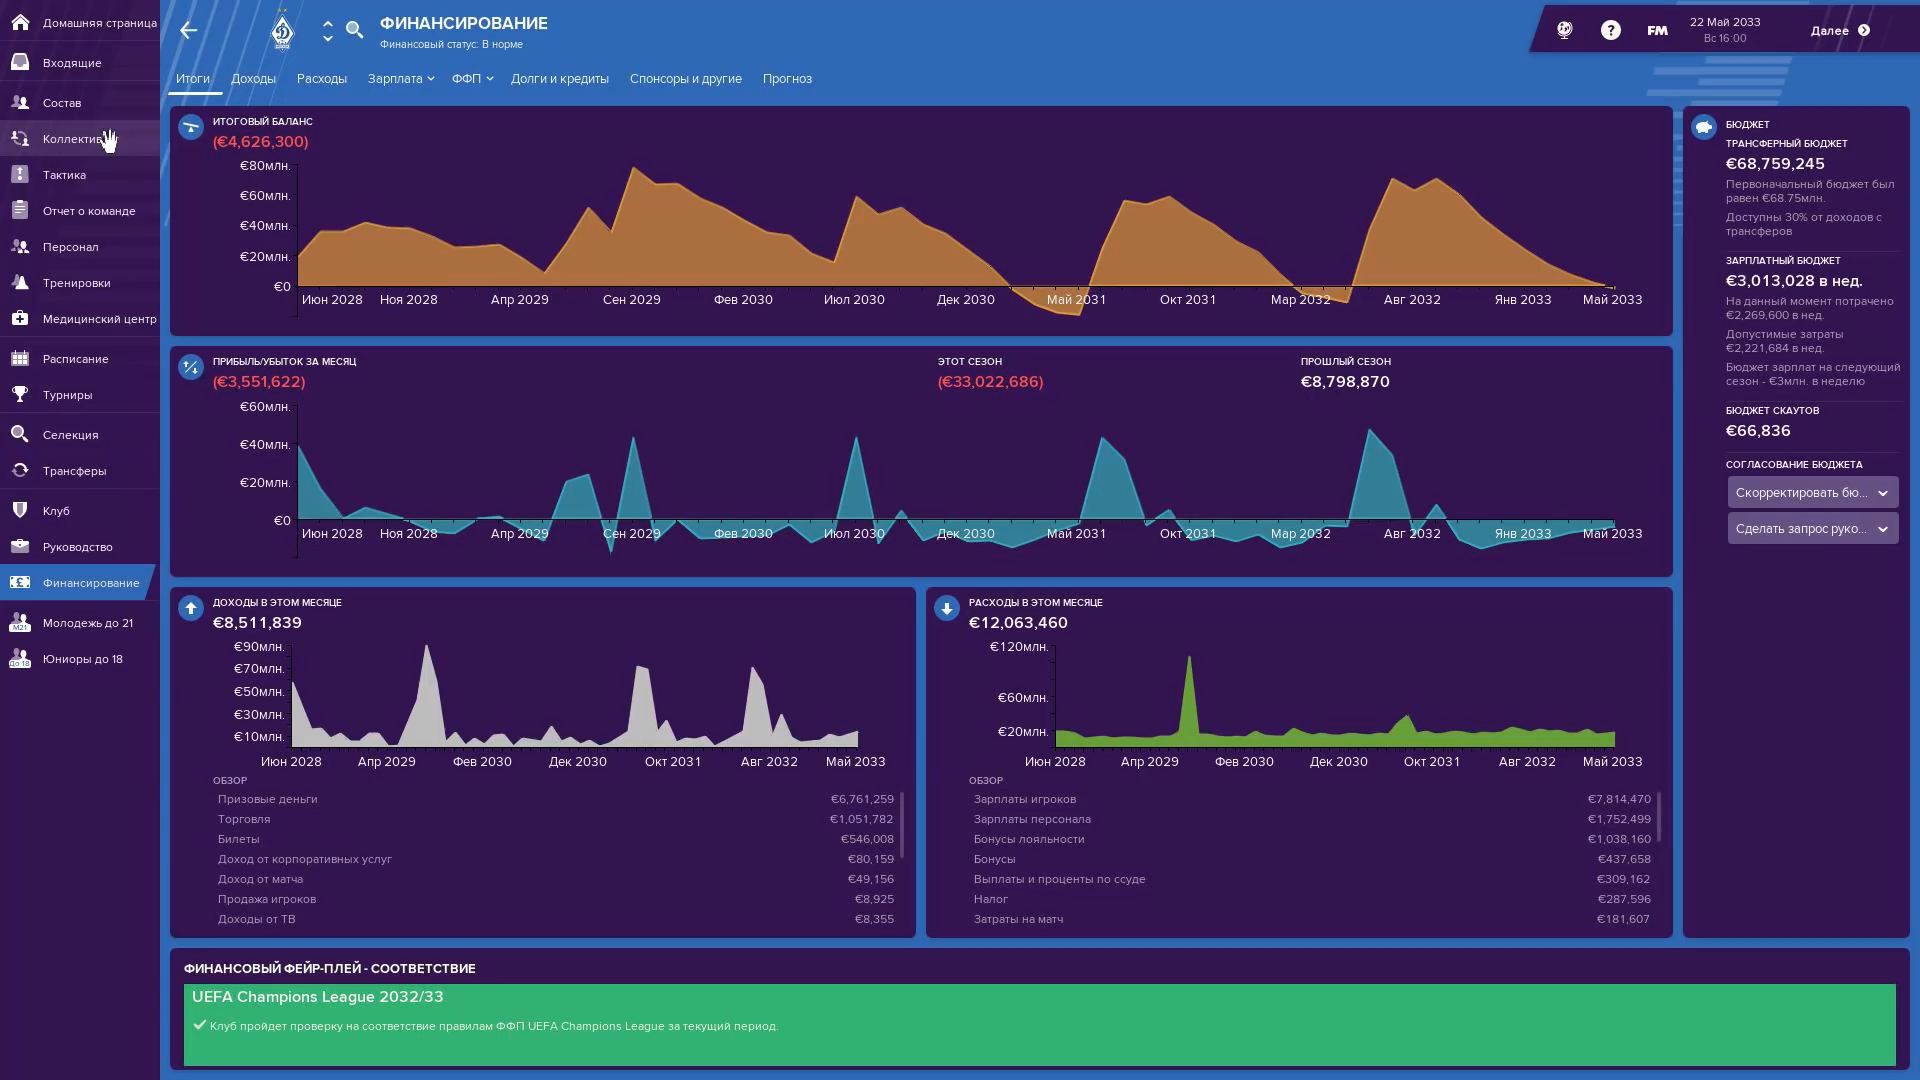 Домашняя страница
Входящие
Состав
Коллектив
Тактика
Отчет о команде
Персонал
Тренировки
Медицинский центр
Расписание
Турниры
Селекция
Трансферы
Клуб
Руководство
Финансирование
Молодежь до 21
Юниоры до 18
ФИНАНСИРОВАНИЕ
Финансовый статус: В норме
FM
22 Май 2033
Вс 16:00
Далее
Итоги Доходы Расходы Зарплата ФФП Долги и кредиты Спонсоры и другие Прогноз
ИТОГОВЫЙ БАЛАНС
(€4,626,300)
€80млн.
€60млн.
€40млн.
€20млн.
€0
Июн 2028 Ноя 2028 Апр 2029 Сен 2029 Фев 2030 Июл 2030 Дек 2030 Май 2031 Окт 2031 Мар 2032 Авг 2032 Янв 2033 Май 2033
ПРИБЫЛЬ/УБЫТОК ЗА МЕСЯЦ
(€3,551,622)
ЭТОТ СЕЗОН
(€33,022,686)
ПРОШЛЫЙ СЕЗОН
€8,798,870
€60млн.
€40млн.
€20млн.
€0
Июн 2028 Ноя 2028 Апр 2029 Сен 2029 Фев 2030 Июл 2030 Дек 2030 Май 2031 Окт 2031 Мар 2032 Авг 2032 Янв 2033 Май 2033
ДОХОДЫ В ЭТОМ МЕСЯЦЕ
€8,511,839
€90млн.
€70млн.
€50млн.
€30млн.
€10млн.
Июн 2028 Апр 2029 Фев 2030 Дек 2030 Окт 2031 Авг 2032 Май 2033
ОБЗОР
Призовые деньги €6,761,259
Торговля €1,051,782
Билеты €546,008
Доход от корпоративных услуг €80,159
Доход от матча €49,156
Продажа игроков €8,925
Доходы от ТВ €8,355
РАСХОДЫ В ЭТОМ МЕСЯЦЕ
€12,063,460
€120млн.
€60млн.
€20млн.
Июн 2028 Апр 2029 Фев 2030 Дек 2030 Окт 2031 Авг 2032 Май 2033
ОБЗОР
Зарплаты игроков €7,814,470
Зарплаты персонала €1,752,499
Бонусы лояльности €1,038,160
Бонусы €437,658
Выплаты и проценты по ссуде €309,162
Налог €287,596
Затраты на матч €181,607
БЮДЖЕТ
ТРАНСФЕРНЫЙ БЮДЖЕТ
€68,759,245
Первоначальный бюджет был
равен €68.75млн.
Доступны 30% от доходов с
трансферов
ЗАРПЛАТНЫЙ БЮДЖЕТ
€3,013,028 в нед.
На данный момент потрачено
€2,269,600 в нед.
Допустимые затраты
€2,221,684 в нед.
Бюджет зарплат на следующий
сезон - €3млн. в неделю
БЮДЖЕТ СКАУТОВ
€66,836
СОГЛАСОВАНИЕ БЮДЖЕТА
Скорректировать бю...
Сделать запрос руко...
ФИНАНСОВЫЙ ФЕЙР-ПЛЕЙ - СООТВЕТСТВИЕ
UEFA Champions League 2032/33
Клуб пройдет проверку на соответствие правилам ФФП UEFA Champions League за текущий период.